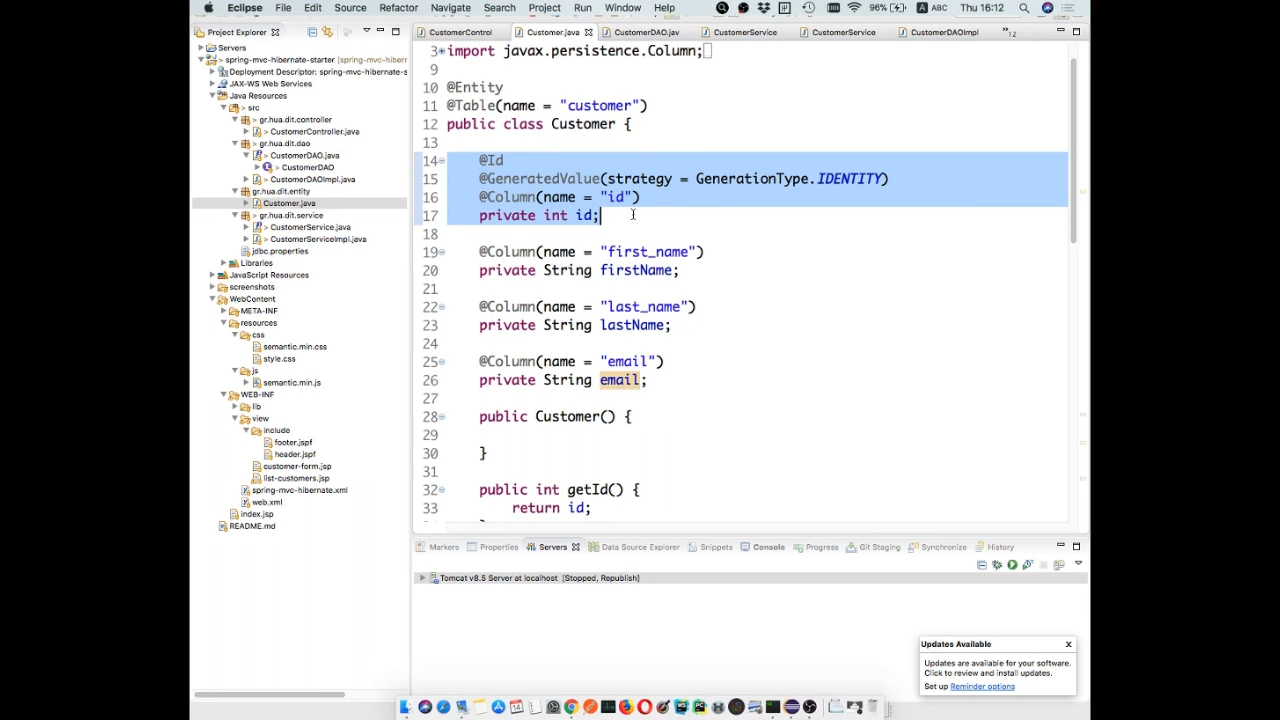 Eclipse File Edit Source Refactor Navigate Search Project Run Window Help 96% ABC Thu 16:12
Project Explorer
CustomerControl
Customer.java
CustomerDAO.jav
CustomerService
CustomerService
CustomerDAOImpl
12
Servers
> spring-mvc-hibernate-starter [spring-mvc-hiberr
Deployment Descriptor: spring-mvc-hibernate-s
JAX-WS Web Services
Java Resources
> src
> gr.hua.dit.controller
> CustomerController.java
> gr.hua.dit.dao
> CustomerDAO.java
> CustomerDAO
> CustomerDAOImpl.java
gr.hua.dit.entity
Customer.java
> gr.hua.dit.service
> CustomerService.java
> CustomerServiceImpl.java
jdbc.properties
Libraries
JavaScript Resources
screenshots
WebContent
META-INF
resources
css
semantic.min.css
style.css
js
semantic.min.js
WEB-INF
lib
view
include
footer.jspf
header.jspf
customer-form.jsp
list-customers.jsp
spring-mvc-hibernate.xml
web.xml
index.jsp
README.md
3 import javax.persistence.Column;
9
10 @Entity
11 @Table(name = "customer")
12 public class Customer {
13
14 @Id
15 @GeneratedValue(strategy = GenerationType.IDENTITY)
16 @Column(name = "id")
17 private int id;
18
19 @Column(name = "first_name")
20 private String firstName;
21
22 @Column(name = "last_name")
23 private String lastName;
24
25 @Column(name = "email")
26 private String email;
27
28 public Customer() {
29
30 }
31
32 public int getId() {
33 return id;
Markers Properties Servers Data Source Explorer Snippets Console Progress Git Staging Synchronize History
Tomcat v8.5 Server at localhost [Stopped, Republish]
Updates Available
Updates are available for your software.
Click to review and install updates.
Set up Reminder options